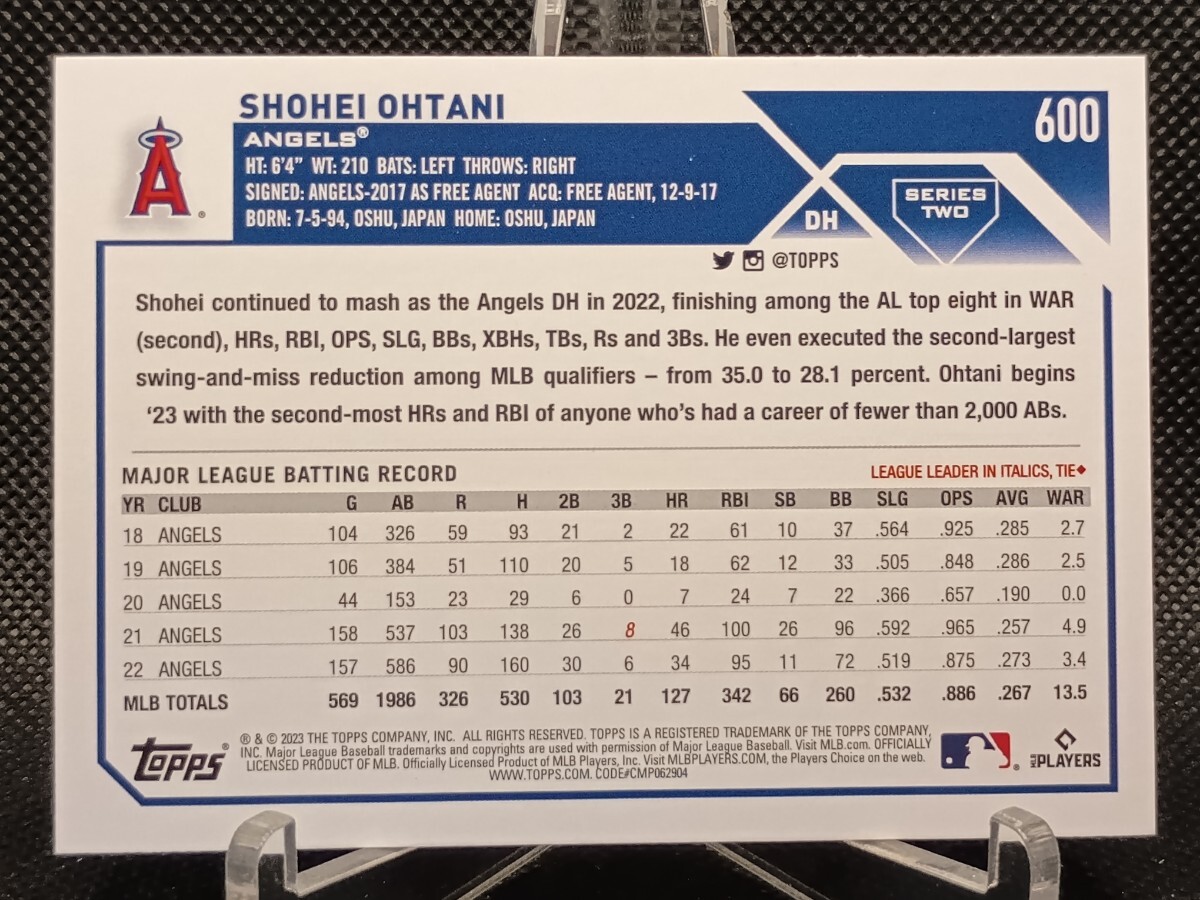 SHOHEI OHTANI
600
ANGELS®
HT: 6'4" WT: 210 BATS: LEFT THROWS: RIGHT
SIGNED: ANGELS-2017 AS FREE AGENT ACQ: FREE AGENT, 12-9-17
BORN: 7-5-94, OSHU, JAPAN HOME: OSHU, JAPAN
DH
SERIES
TWO
A®
@TOPPS
Shohei continued to mash as the Angels DH in 2022, finishing among the AL top eight in WAR
(second), HRs, RBI, OPS, SLG, BBs, XBHs, TBs, Rs and 3Bs. He even executed the second-largest
swing-and-miss reduction among MLB qualifiers – from 35.0 to 28.1 percent. Ohtani begins
‘23 with the second-most HRs and RBI of anyone who’s had a career of fewer than 2,000 ABs.
MAJOR LEAGUE BATTING RECORD LEAGUE LEADER IN ITALICS, TIE◆
YR CLUB G AB R H 2B 3B HR RBI SB BB SLG OPS AVG WAR
18 ANGELS 104 326 59 93 21 2 22 61 10 37 .564 .925 .285 2.7
19 ANGELS 106 384 51 110 20 5 18 62 12 33 .505 .848 .286 2.5
20 ANGELS 44 153 23 29 6 0 7 24 7 22 .366 .657 .190 0.0
21 ANGELS 158 537 103 138 26 8 46 100 26 96 .592 .965 .257 4.9
22 ANGELS 157 586 90 160 30 6 34 95 11 72 .519 .875 .273 3.4
MLB TOTALS 569 1986 326 530 103 21 127 342 66 260 .532 .886 .267 13.5
TOPPS®
® & © 2023 THE TOPPS COMPANY, INC. ALL RIGHTS RESERVED. TOPPS IS A REGISTERED TRADEMARK OF THE TOPPS COMPANY,
INC. Major League Baseball trademarks and copyrights are used with permission of Major League Baseball. Visit MLB.com. OFFICIALLY
LICENSED PRODUCT OF MLB. Officially Licensed Product of MLB Players, Inc. Visit MLBPLAYERS.COM, the Players Choice on the web.
WWW.TOPPS.COM. CODE#CMP062904
MLB PLAYERS